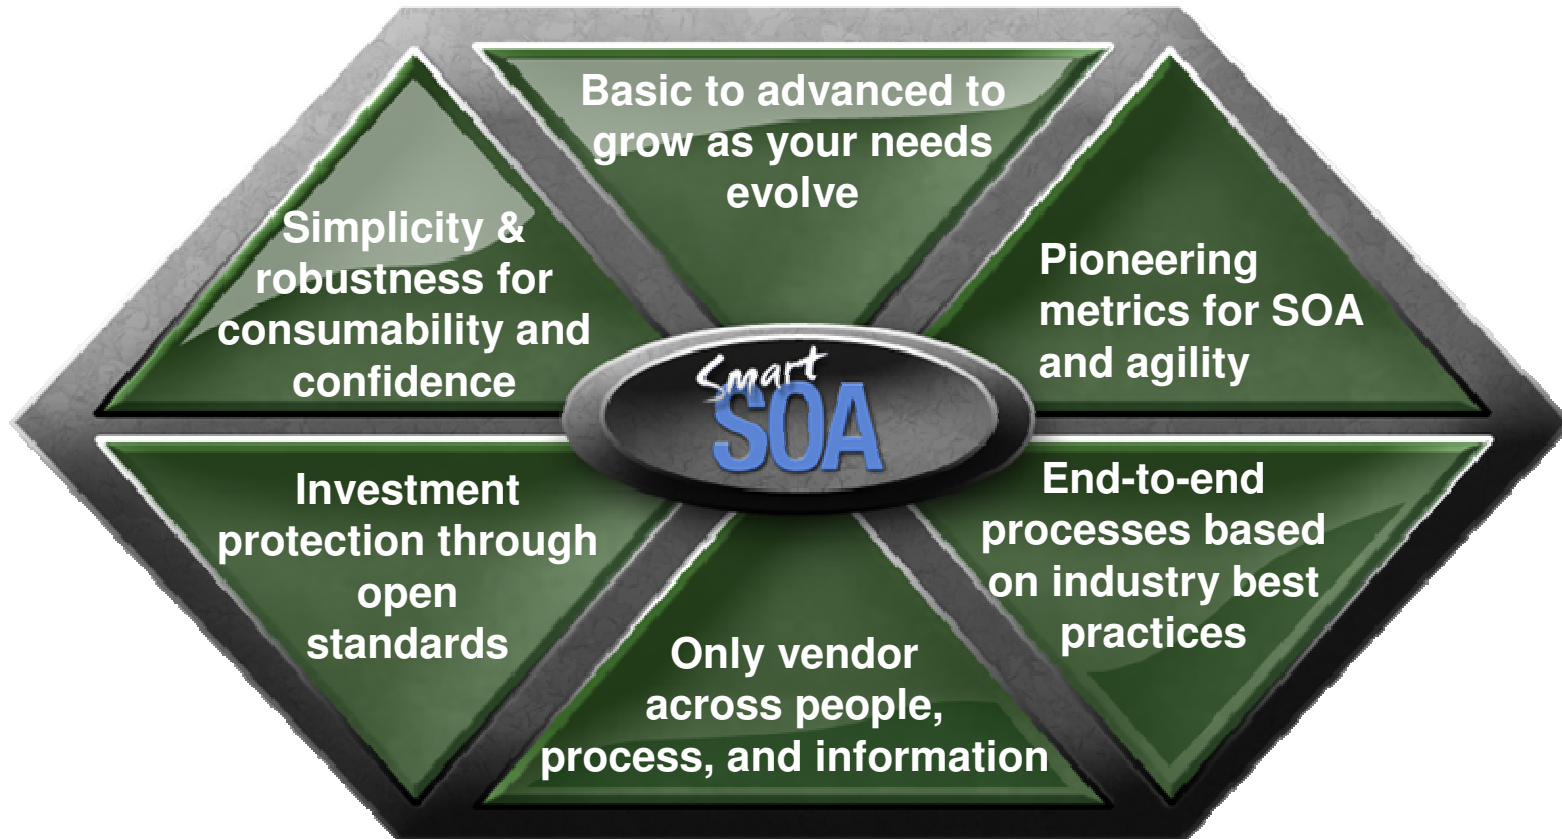 Basic to advanced to
grow as your needs
evolve
Simplicity &
robustness for
consumability and
confidence
Pioneering
metrics for SOA
and agility
Smart
SOA
Investment
protection through
open
standards
End-to-end
processes based
on industry best
practices
Only vendor
across people,
process, and information